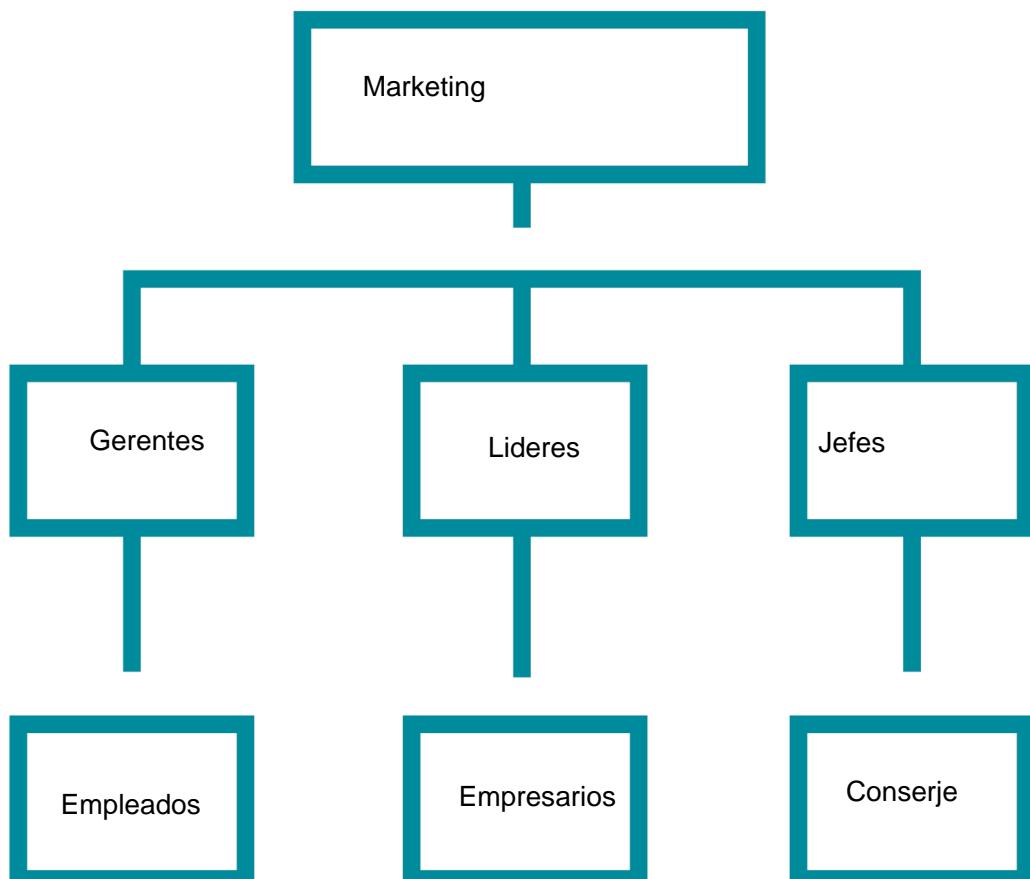 Marketing
Gerentes
Lideres
Jefes
Empleados
Empresarios
Conserje